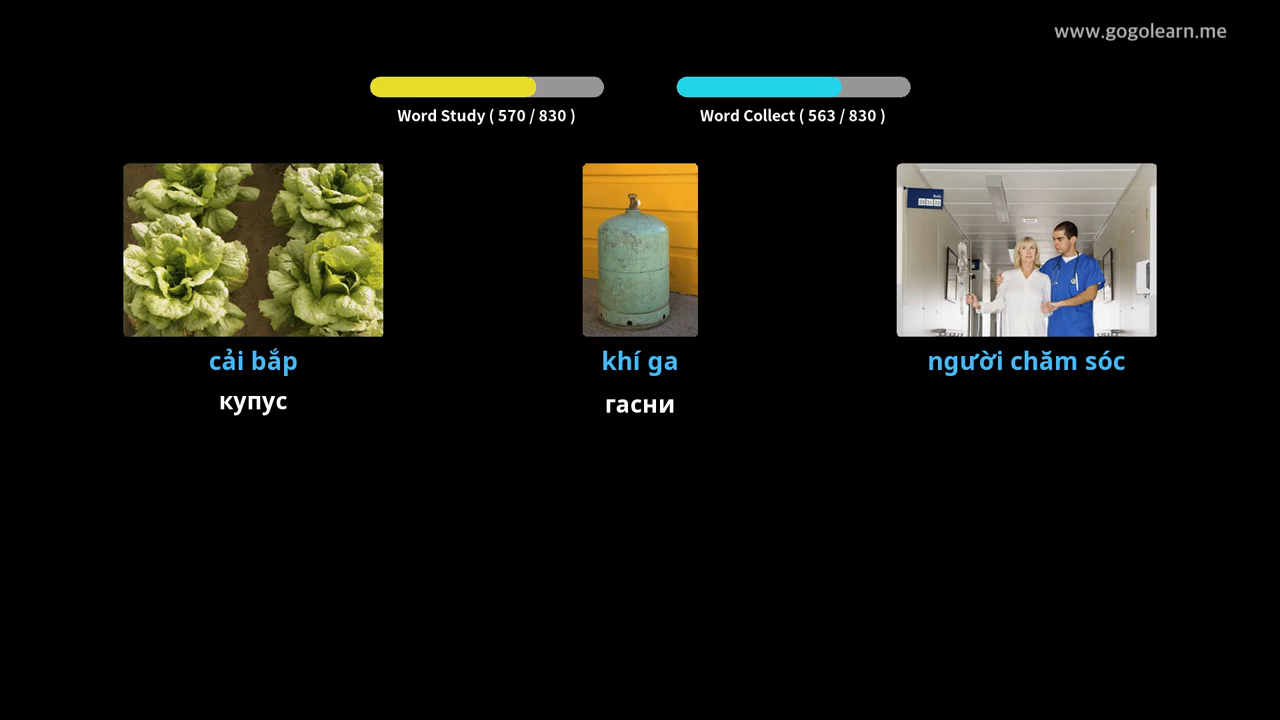 www.gogolearn.me
Word Study ( 570 / 830 )
Word Collect ( 563 / 830 )
cải bắp
khí ga
người chăm sóc
купус
гасни